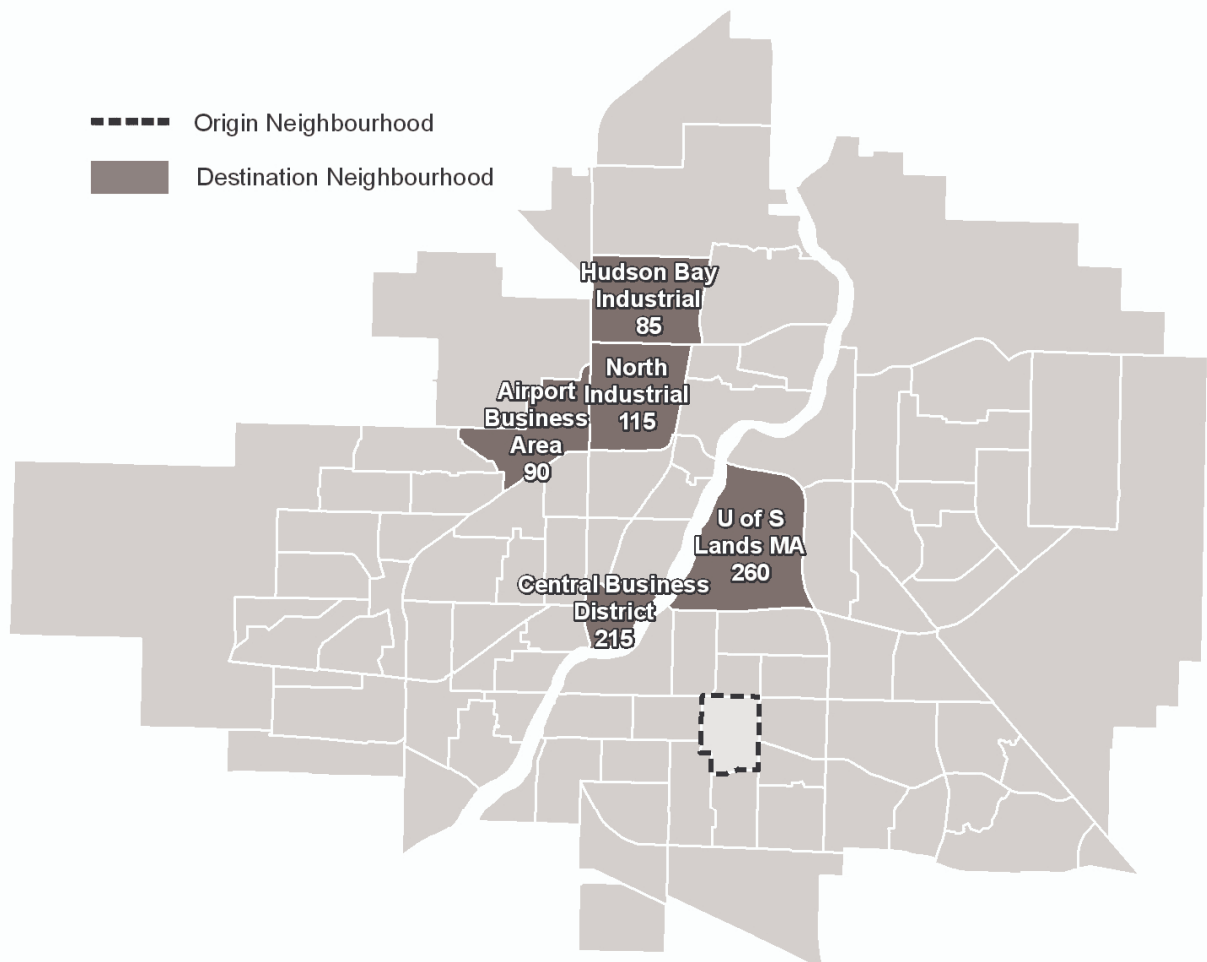 Origin Neighbourhood
Destination Neighbourhood
Hudson Bay
Industrial
85
North
Industrial
115
Airport
Business
Area
90
U of S
Lands MA
260
Central Business
District
215